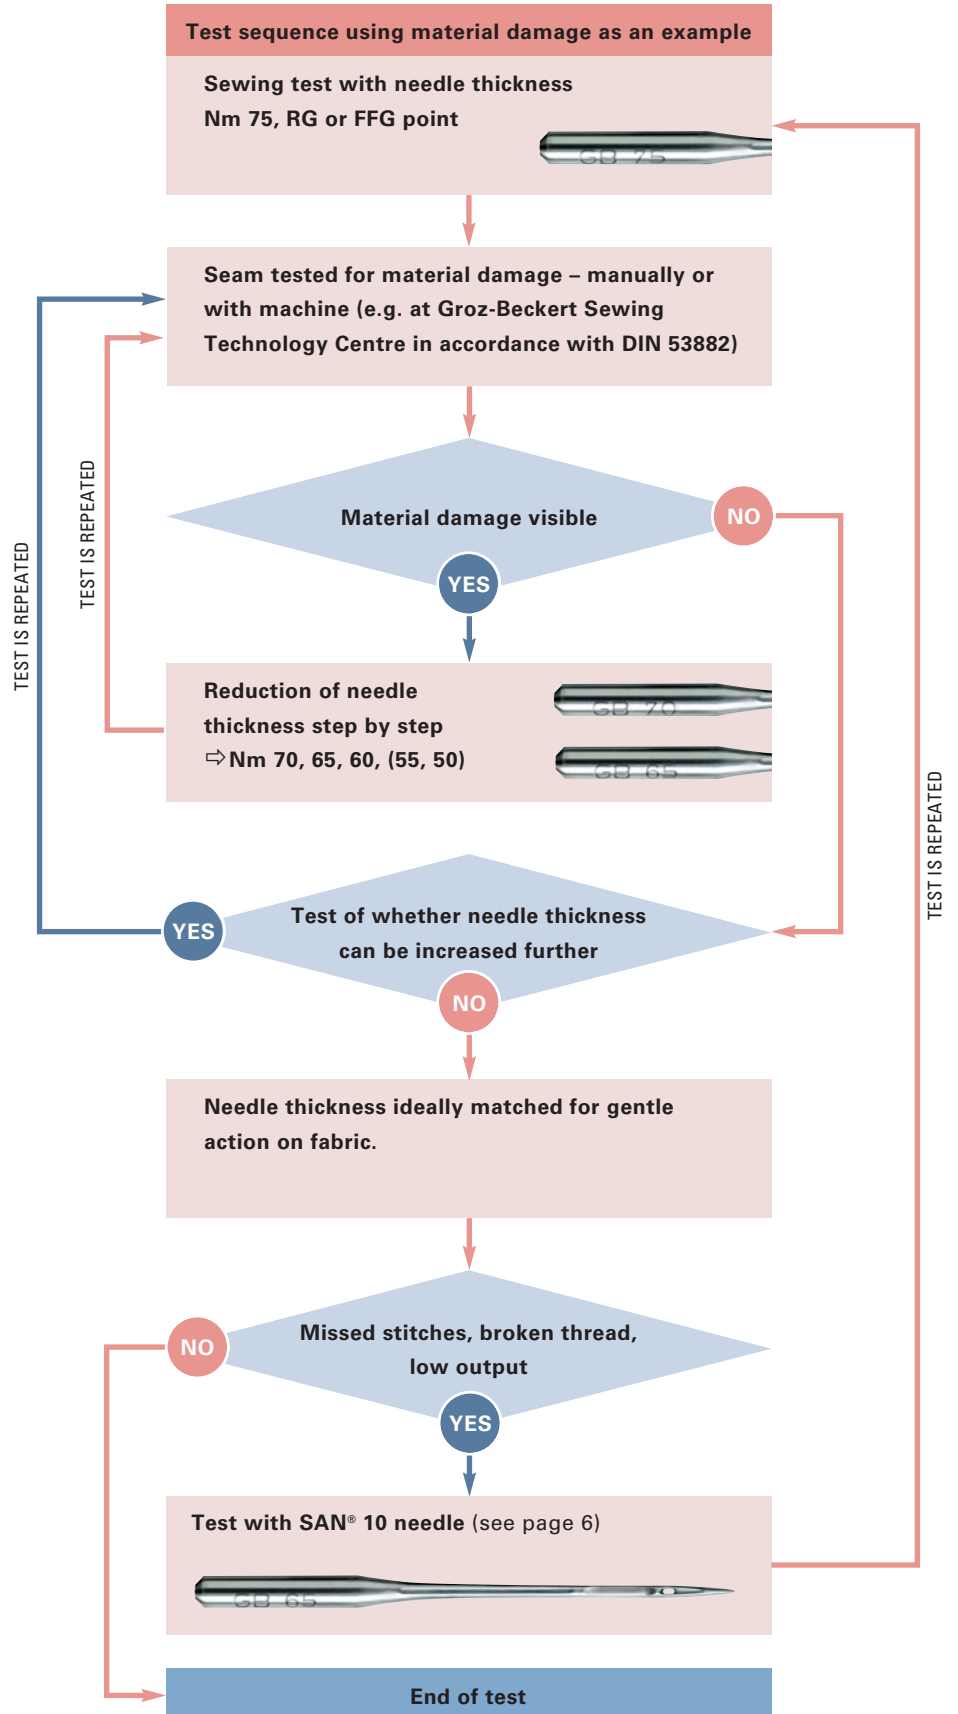 Test sequence using material damage as an example
Sewing test with needle thickness
Nm 75, RG or FFG point
GB 75
Seam tested for material damage – manually or
with machine (e.g. at Groz-Beckert Sewing
Technology Centre in accordance with DIN 53882)
TEST IS REPEATED
TEST IS REPEATED
Material damage visible
NO
YES
Reduction of needle
thickness step by step
⇨ Nm 70, 65, 60, (55, 50)
GB 70
GB 65
TEST IS REPEATED
Test of whether needle thickness
can be increased further
YES
NO
Needle thickness ideally matched for gentle
action on fabric.
Missed stitches, broken thread,
low output
NO
YES
Test with SAN® 10 needle (see page 6)
GB 65
End of test